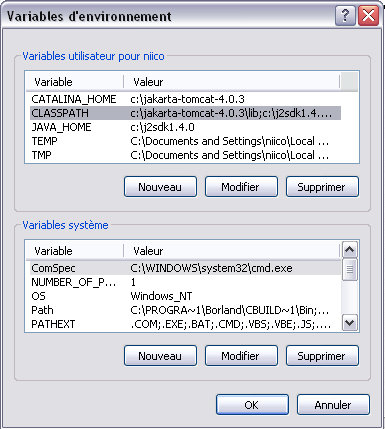 Variables d'environnement
Variables utilisateur pour niico
Variable Valeur
CATALINA_HOME c:\jakarta-tomcat-4.0.3
CLASSPATH c:\jakarta-tomcat-4.0.3\lib;c:\j2sdk1.4....
JAVA_HOME c:\j2sdk1.4.0
TEMP C:\Documents and Settings\niico\Local ...
TMP C:\Documents and Settings\niico\Local ...
Nouveau Modifier Supprimer
Variables système
Variable Valeur
ComSpec C:\WINDOWS\system32\cmd.exe
NUMBER_OF_P... 1
OS Windows_NT
Path C:\PROGRA~1\Borland\CBUILD~1\Bin;...
PATHEXT .COM;.EXE;.BAT;.CMD;.VBS;.VBE;.JS;....
Nouveau Modifier Supprimer
OK Annuler